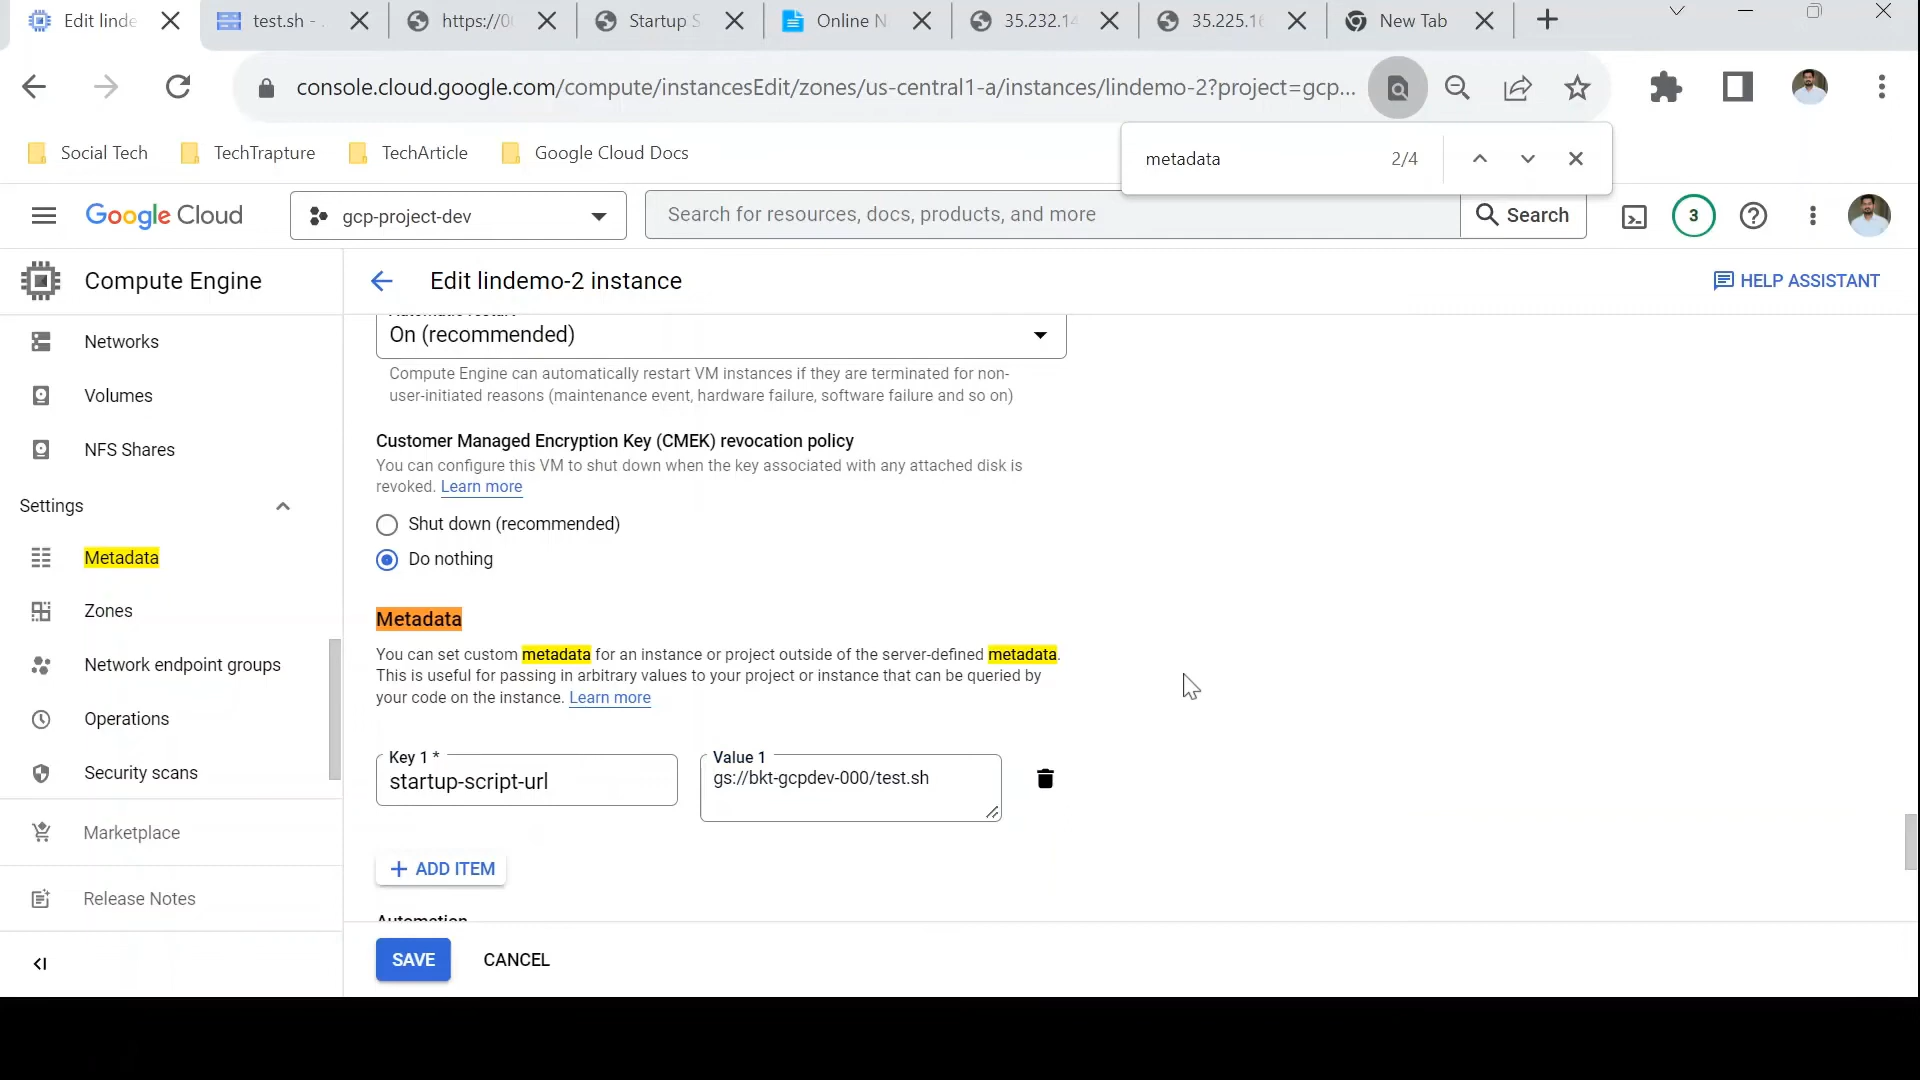 Edit linde
test.sh - .
https://0
Startup S
Online N
35.232.14
35.225.16
New Tab
console.cloud.google.com/compute/instancesEdit/zones/us-central1-a/instances/lindemo-2?project=gcp...
Social Tech
TechTrapture
TechArticle
Google Cloud Docs
metadata
2/4
Google Cloud
gcp-project-dev
Search for resources, docs, products, and more
Search
3
Compute Engine
Edit lindemo-2 instance
HELP ASSISTANT
Networks
Volumes
NFS Shares
Settings
Metadata
Zones
Network endpoint groups
Operations
Security scans
Marketplace
Release Notes
On (recommended)
Compute Engine can automatically restart VM instances if they are terminated for non-
user-initiated reasons (maintenance event, hardware failure, software failure and so on)
Customer Managed Encryption Key (CMEK) revocation policy
You can configure this VM to shut down when the key associated with any attached disk is
revoked. Learn more
Shut down (recommended)
Do nothing
Metadata
You can set custom metadata for an instance or project outside of the server-defined metadata.
This is useful for passing in arbitrary values to your project or instance that can be queried by
your code on the instance. Learn more
Key 1 *
startup-script-url
Value 1
gs://bkt-gcpdev-000/test.sh
ADD ITEM
Automation
SAVE
CANCEL